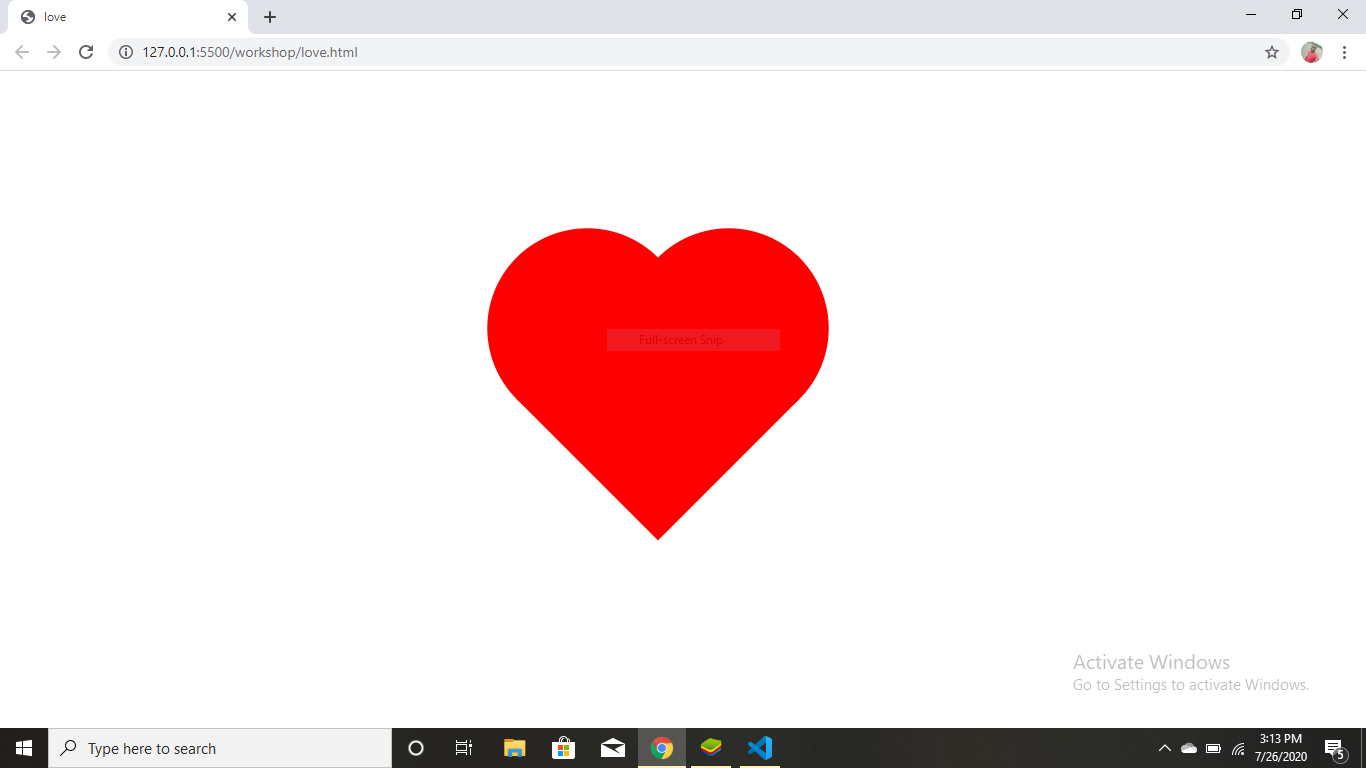 love
127.0.0.1:5500/workshop/love.html
Full-screen Snip
Activate Windows
Go to Settings to activate Windows.
Type here to search
3:13 PM
7/26/2020
5